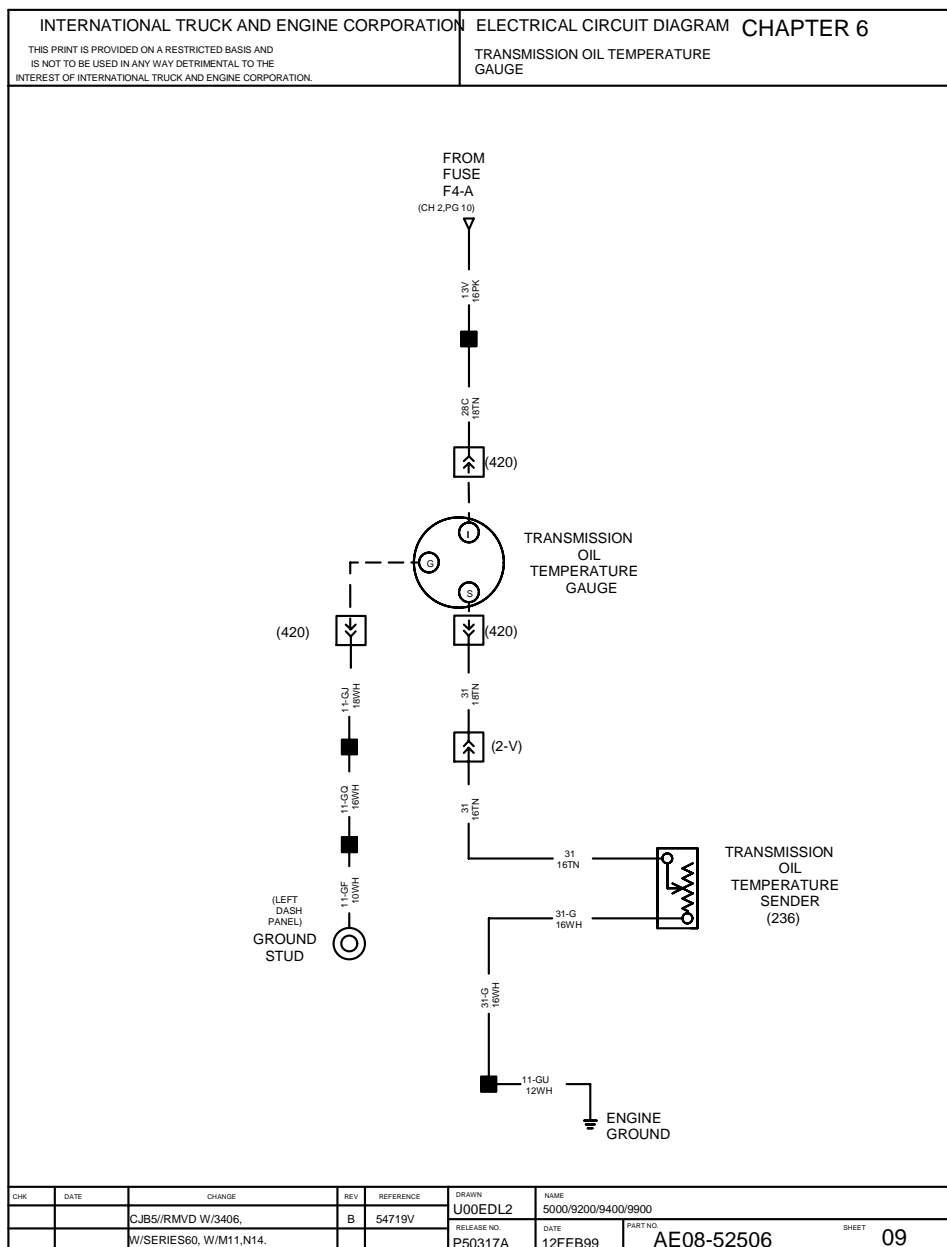 INTERNATIONAL TRUCK AND ENGINE CORPORATION
THIS PRINT IS PROVIDED ON A RESTRICTED BASIS AND
IS NOT TO BE USED IN ANY WAY DETRIMENTAL TO THE
INTEREST OF INTERNATIONAL TRUCK AND ENGINE CORPORATION.
ELECTRICAL CIRCUIT DIAGRAM CHAPTER 6
TRANSMISSION OIL TEMPERATURE
GAUGE
FROM
FUSE
F4-A
(CH 2,PG 10)
13V
16PK
28C
18TN
(420)
I
G
S
TRANSMISSION
OIL
TEMPERATURE
GAUGE
(420)
(420)
11-GJ
18WH
31
18TN
(2-V)
11-GQ
16WH
31
16TN
31
16TN
TRANSMISSION
OIL
TEMPERATURE
SENDER
(236)
11-GF
10WH
(LEFT
DASH
PANEL)
GROUND
STUD
31-G
16WH
31-G
16WH
11-GU
12WH
ENGINE
GROUND
CHK DATE CHANGE REV REFERENCE
CJB5//RMVD W/3406, B 54719V
W/SERIES60, W/M11,N14.
DRAWN
U00EDL2
NAME
5000/9200/9400/9900
RELEASE NO.
P50317A
DATE
12FEB99
PART NO.
AE08-52506
SHEET
09